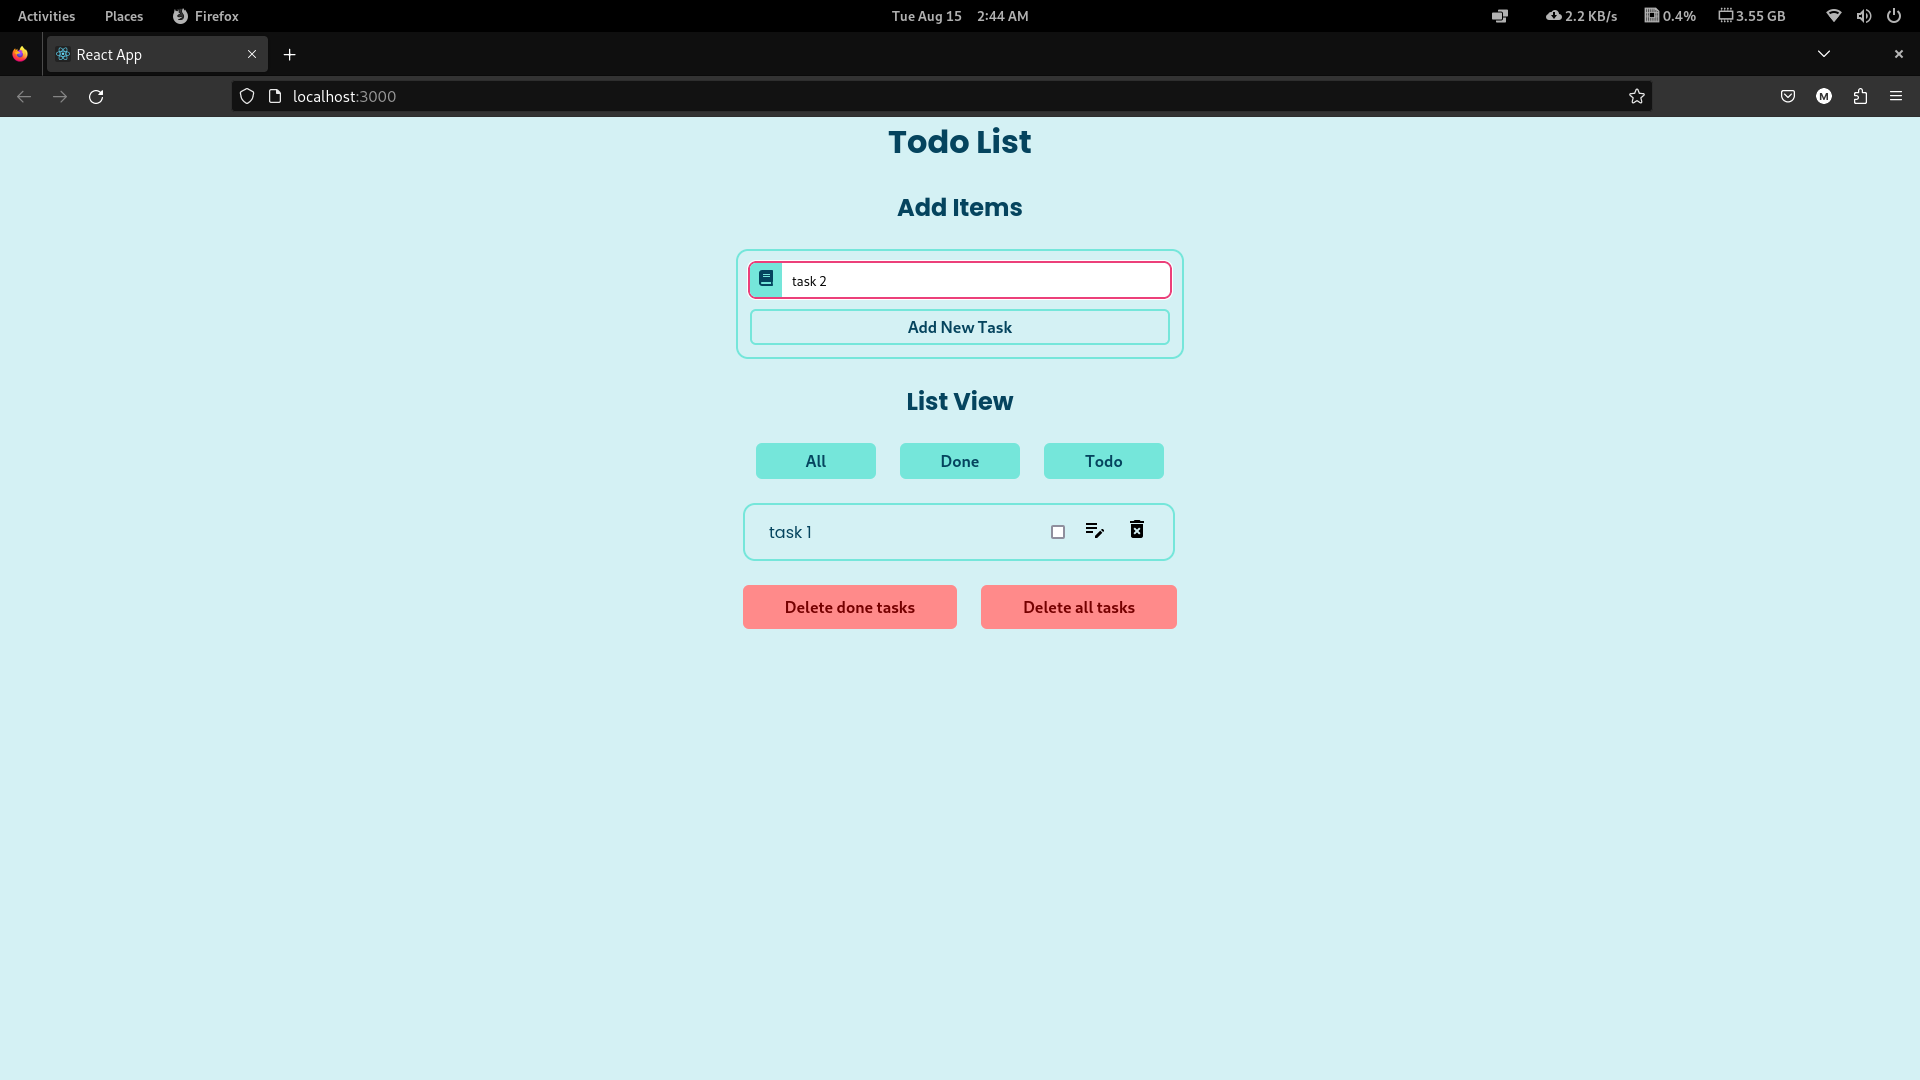 Activities Places Firefox Tue Aug 15 2:44 AM 2.2 KB/s 0.4% 3.55 GB
React App
localhost:3000 M
Todo List
Add Items
task 2
Add New Task
List View
All Done Todo
task 1
Delete done tasks Delete all tasks